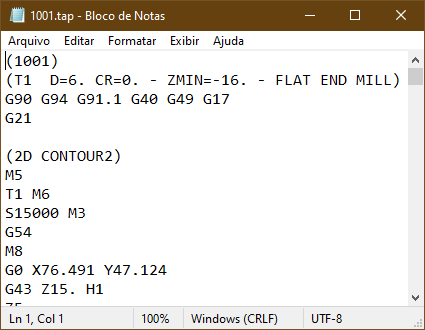 1001.tap - Bloco de Notas
Arquivo Editar Formatar Exibir Ajuda
(1001)
(T1  D=6. CR=0. - ZMIN=-16. - FLAT END MILL)
G90 G94 G91.1 G40 G49 G17
G21
(2D CONTOUR2)
M5
T1 M6
S15000 M3
G54
M8
G0 X76.491 Y47.124
G43 Z15. H1
Ln 1, Col 1 100% Windows (CRLF) UTF-8